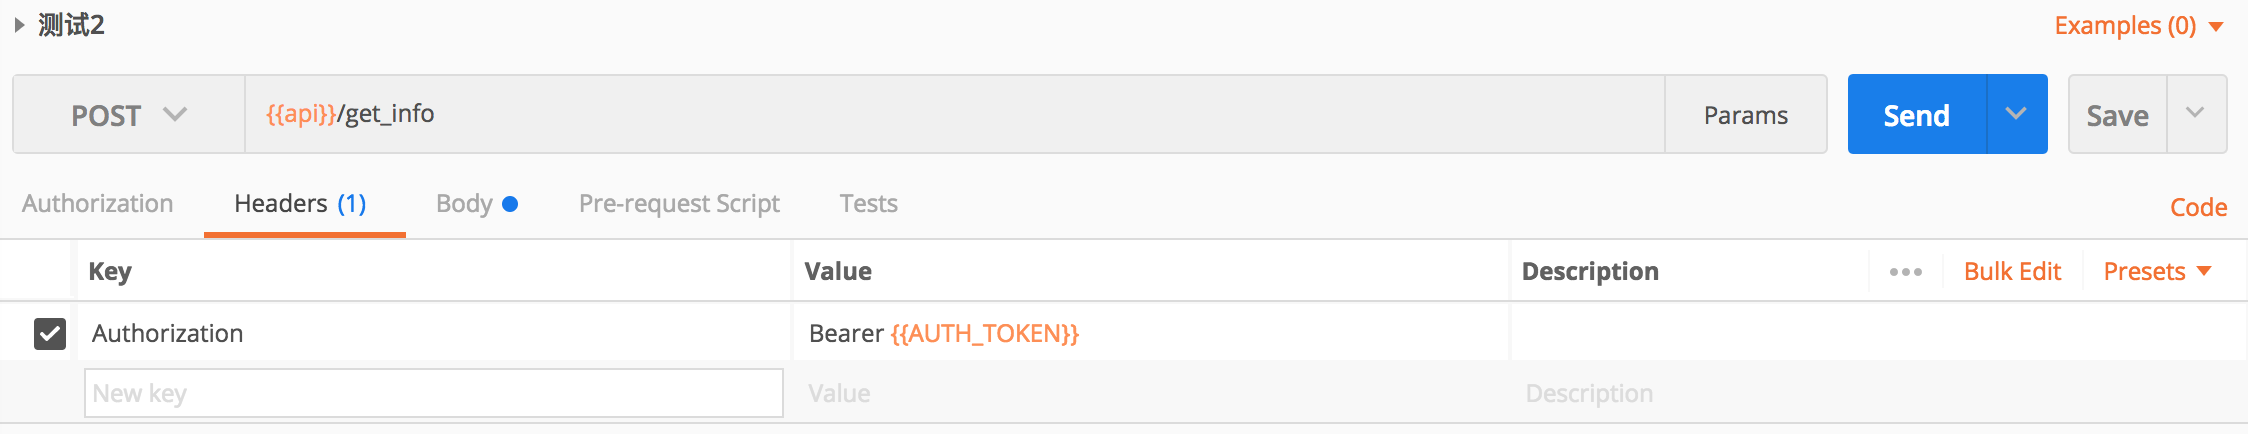 测试2 Examples (0)
POST {{api}}/get_info Params Send Save
Authorization Headers (1) Body Pre-request Script Tests Code
Key Value Description Bulk Edit Presets
Authorization Bearer {{AUTH_TOKEN}}
New key Value Description